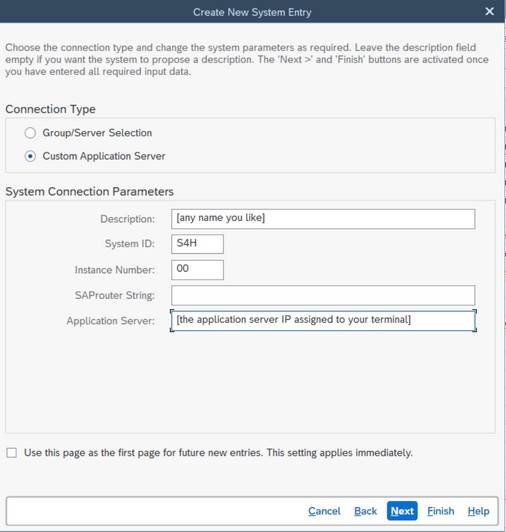 Create New System Entry
Choose the connection type and change the system parameters as required. Leave the description field
empty if you want the system to propose a description. The 'Next >' and 'Finish' buttons are activated once
you have entered all required input data.
Connection Type
Group/Server Selection
Custom Application Server
System Connection Parameters
Description: [any name you like]
System ID: S4H
Instance Number: 00
SAProuter String:
Application Server: [the application server IP assigned to your terminal]
Use this page as the first page for future new entries. This setting applies immediately.
Cancel Back Next Finish Help